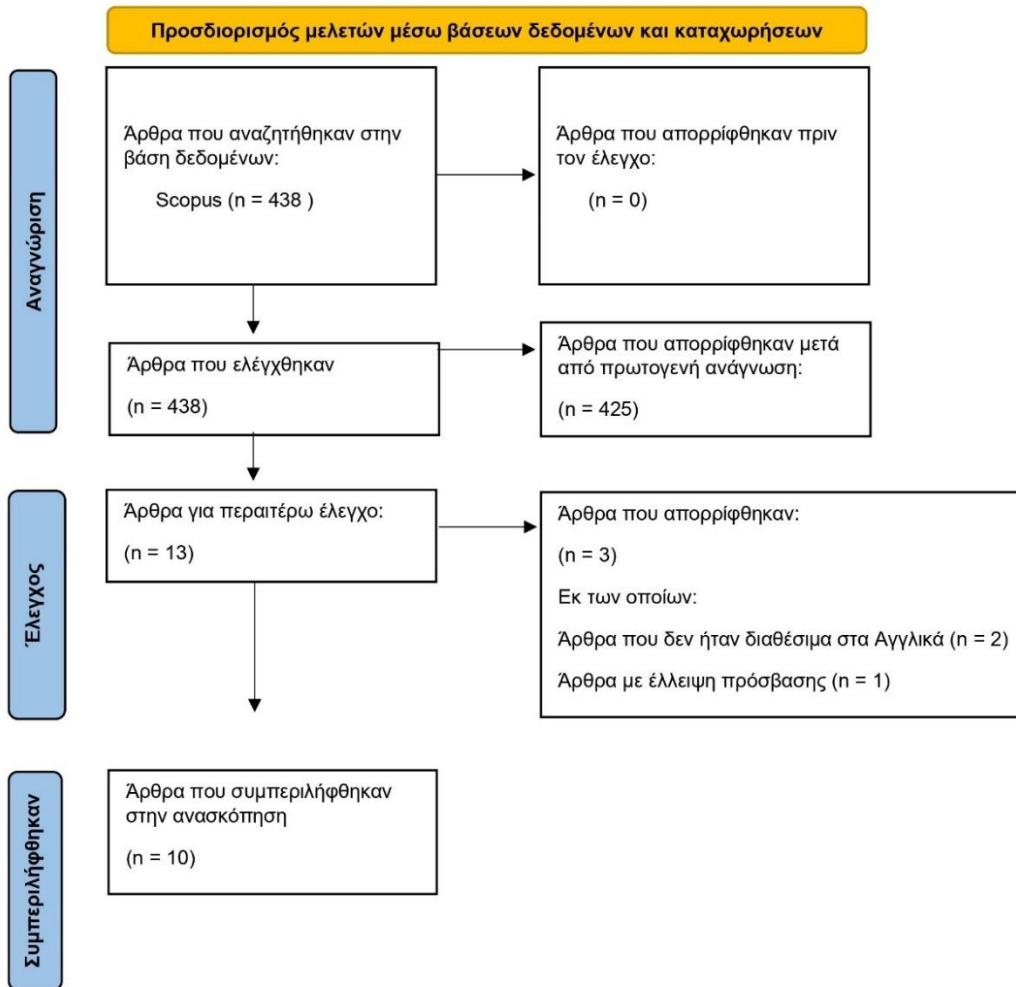 Προσδιορισμός μελετών μέσω βάσεων δεδομένων και καταχωρήσεων
Αναγνώριση
Άρθρα που αναζητήθηκαν στην
βάση δεδομένων:
Scopus (n = 438 )
Άρθρα που απορρίφθηκαν πριν
τον έλεγχο:
(n = 0)
Άρθρα που ελέγχθηκαν
(n = 438)
Άρθρα που απορρίφθηκαν μετά
από πρωτογενή ανάγνωση:
(n = 425)
Έλεγχος
Άρθρα για περαιτέρω έλεγχο:
(n = 13)
Άρθρα που απορρίφθηκαν:
(n = 3)
Εκ των οποίων:
Άρθρα που δεν ήταν διαθέσιμα στα Αγγλικά (n = 2)
Άρθρα με έλλειψη πρόσβασης (n = 1)
Συμπεριλήφθηκαν
Άρθρα που συμπεριλήφθηκαν
στην ανασκόπηση
(n = 10)